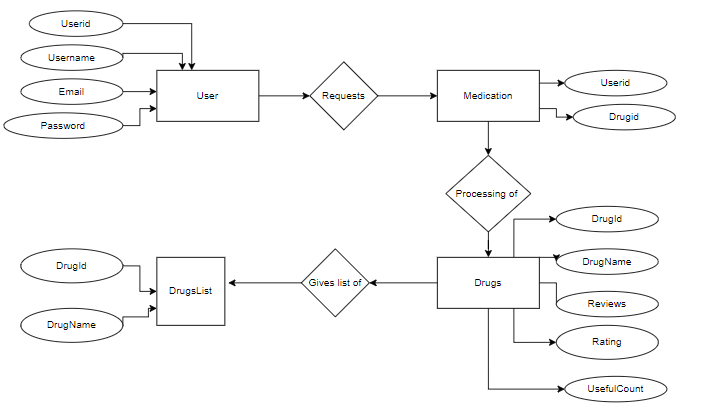 Userid
Username
Email
Password
User
Requests
Medication
Userid
Drugid
Processing of
DrugId
DrugName
Reviews
Rating
UsefulCount
Drugs
Gives list of
DrugsList
DrugId
DrugName